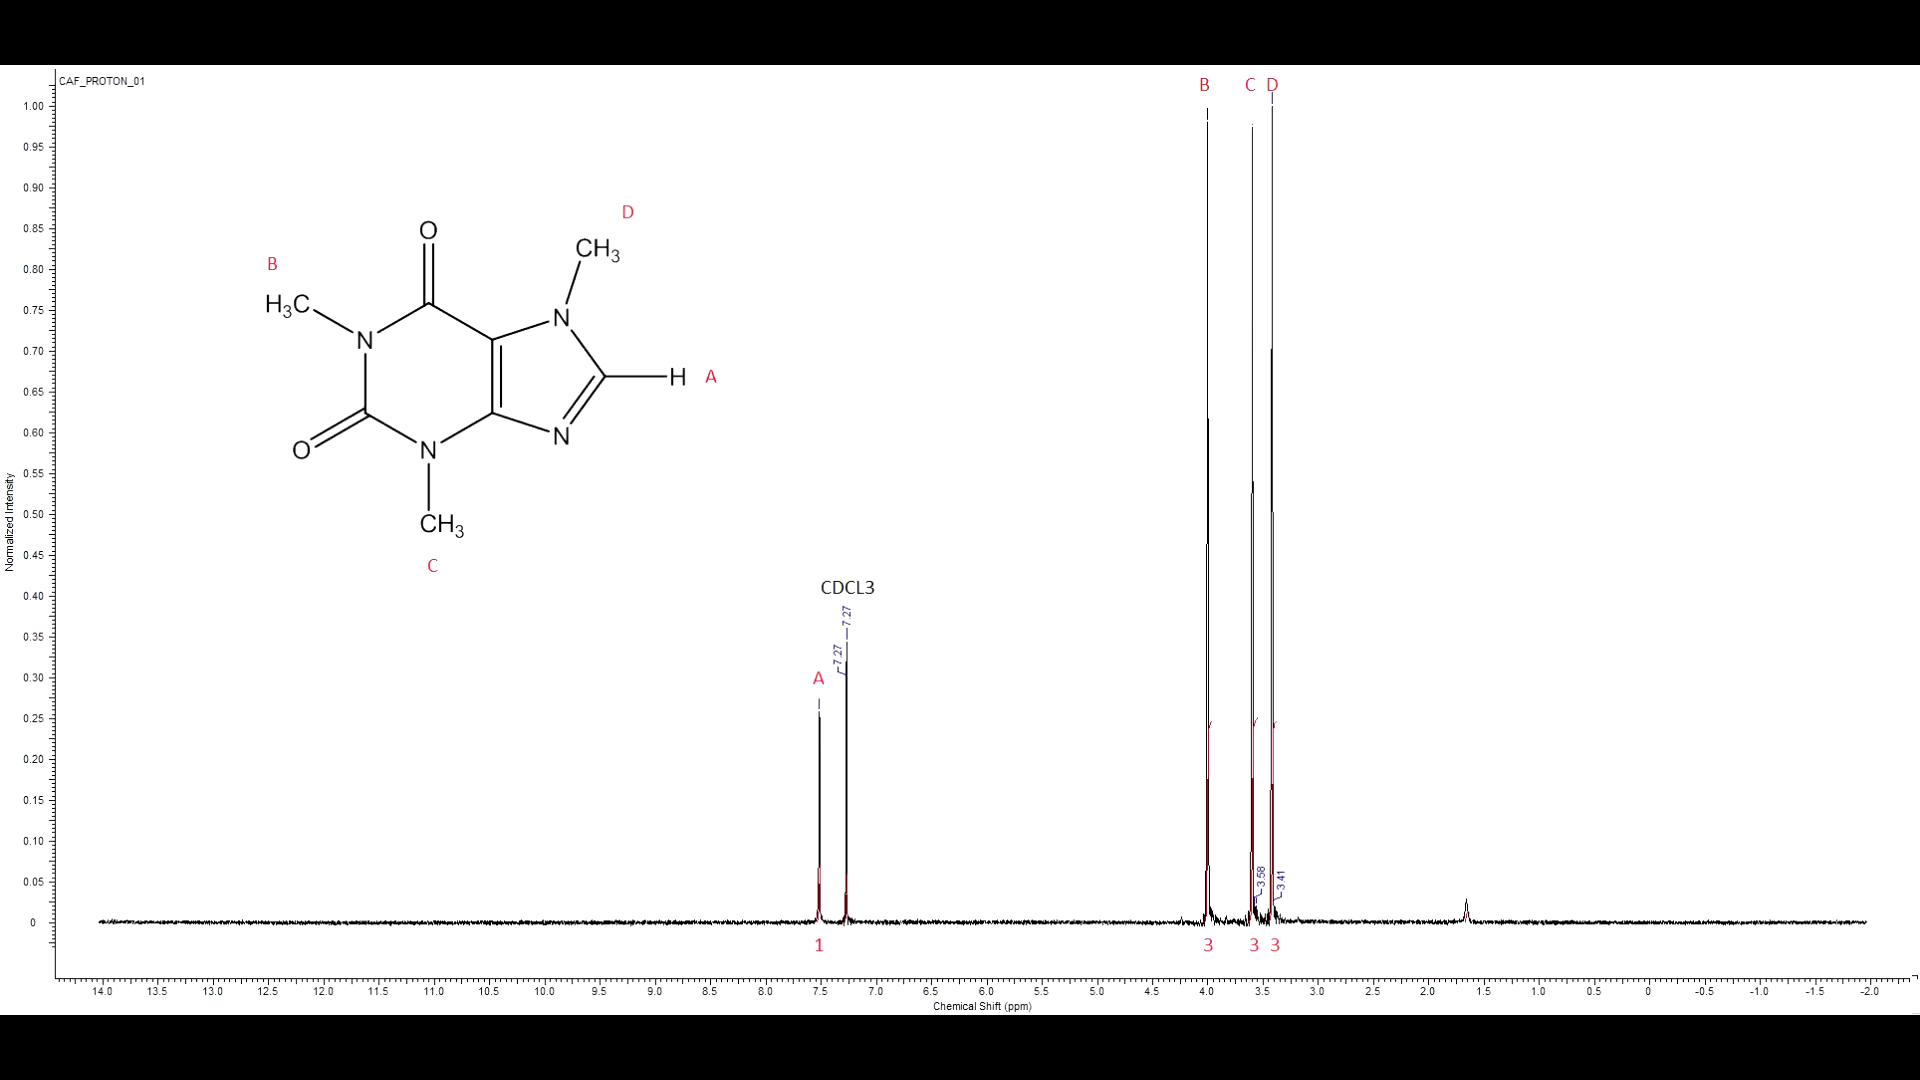 CAF_PROTON_01
B
C
D
1.00
0.95
0.90
0.85
0.80
0.75
0.70
0.65
0.60
0.55
0.50
0.45
0.40
0.35
0.30
0.25
0.20
0.15
0.10
0.05
0
Normalized Intensity
D
O
CH3
B
H3C
N
N
H
A
O
N
N
CH3
C
CDCL3
7.27
7.27
A
3.58
3.41
1
3
3
3
14.0 13.5 13.0 12.5 12.0 11.5 11.0 10.5 10.0 9.5 9.0 8.5 8.0 7.5 7.0 6.5 6.0 5.5 5.0 4.5 4.0 3.5 3.0 2.5 2.0 1.5 1.0 0.5 0 -0.5 -1.0 -1.5 -2.0
Chemical Shift (ppm)